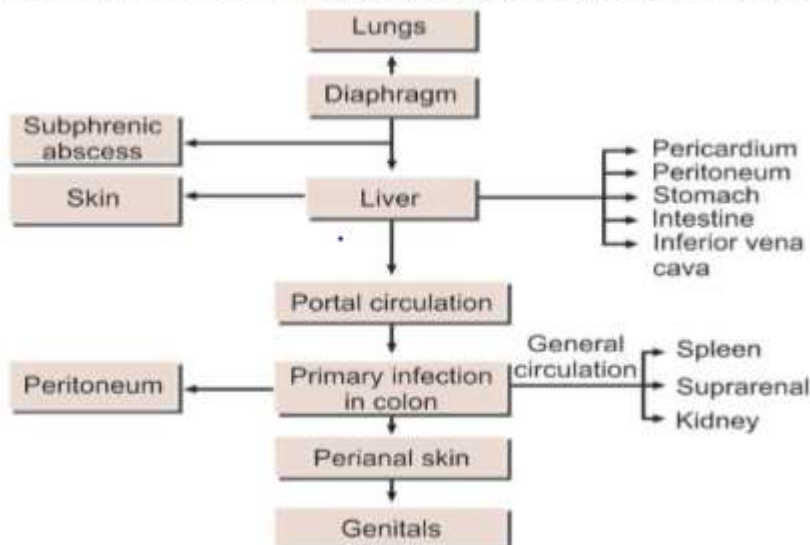 Lungs
Diaphragm
Subphrenic
abscess
Skin
Liver
Pericardium
Peritoneum
Stomach
Intestine
Inferior vena
cava
Portal circulation
Peritoneum
Primary infection
in colon
General
circulation
Spleen
Suprarenal
Kidney
Perianal skin
Genitals